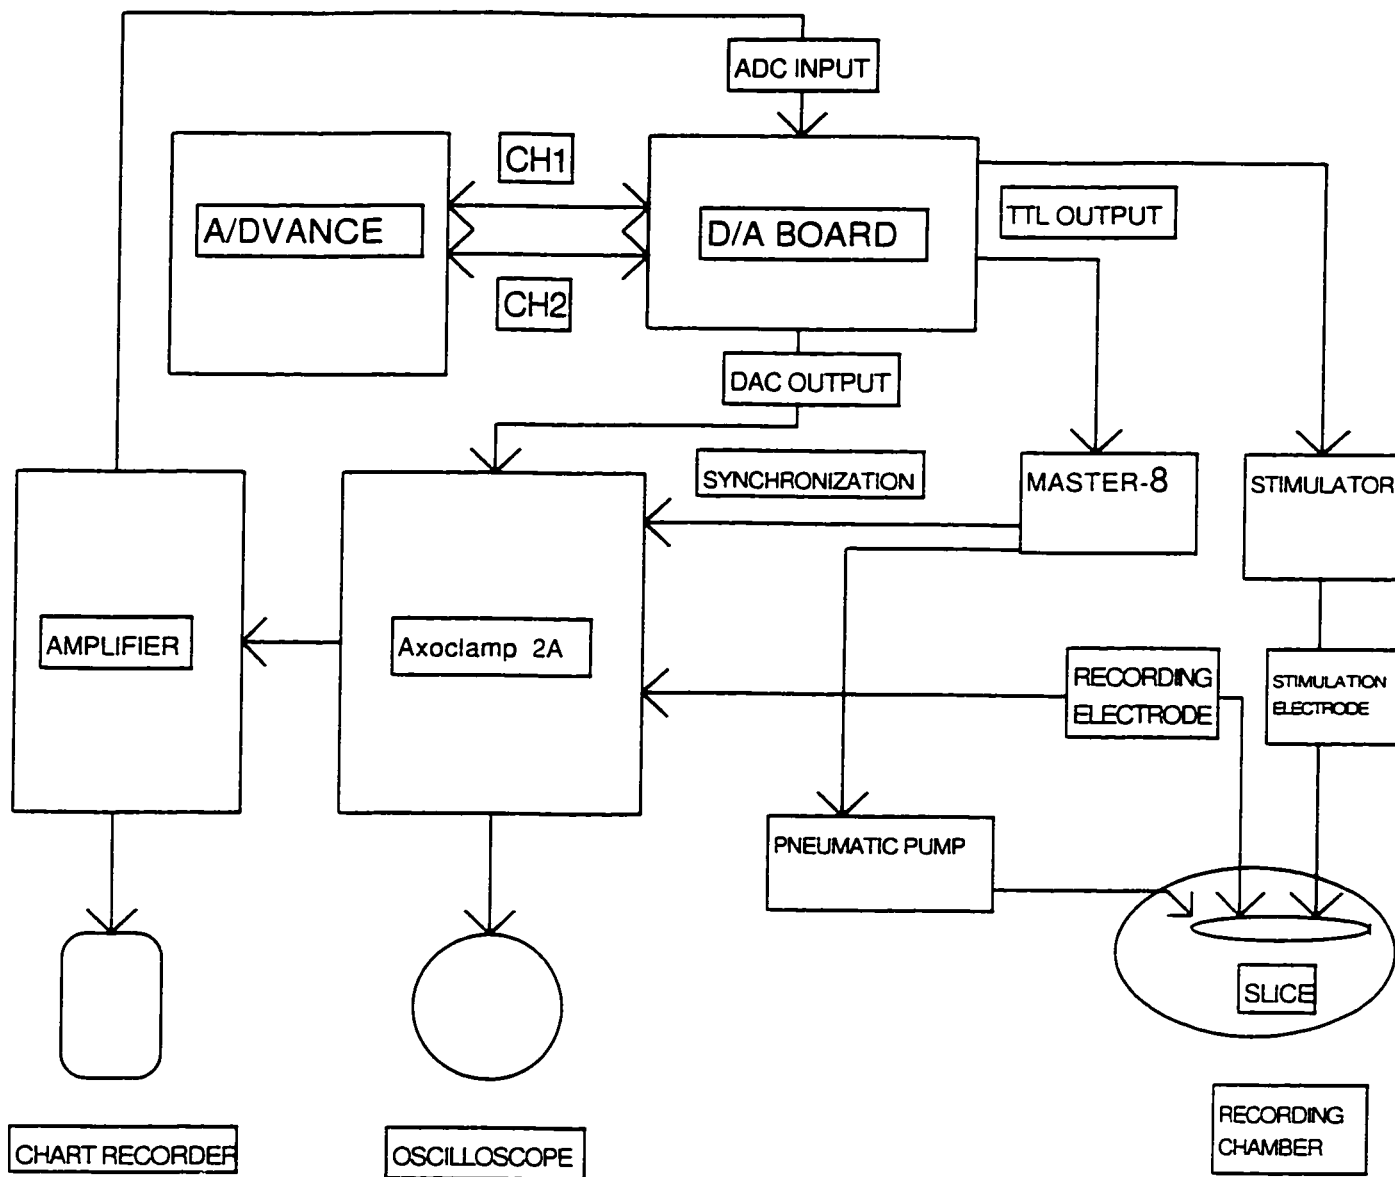 ADC INPUT
CH1
A/DVANCE
D/A BOARD
TTL OUTPUT
CH2
DAC OUTPUT
SYNCHRONIZATION
MASTER-8
STIMULATOR
AMPLIFIER
Axoclamp 2A
RECORDING
ELECTRODE
STIMULATION
ELECTRODE
PNEUMATIC PUMP
SLICE
CHART RECORDER
OSCILLOSCOPE
RECORDING
CHAMBER